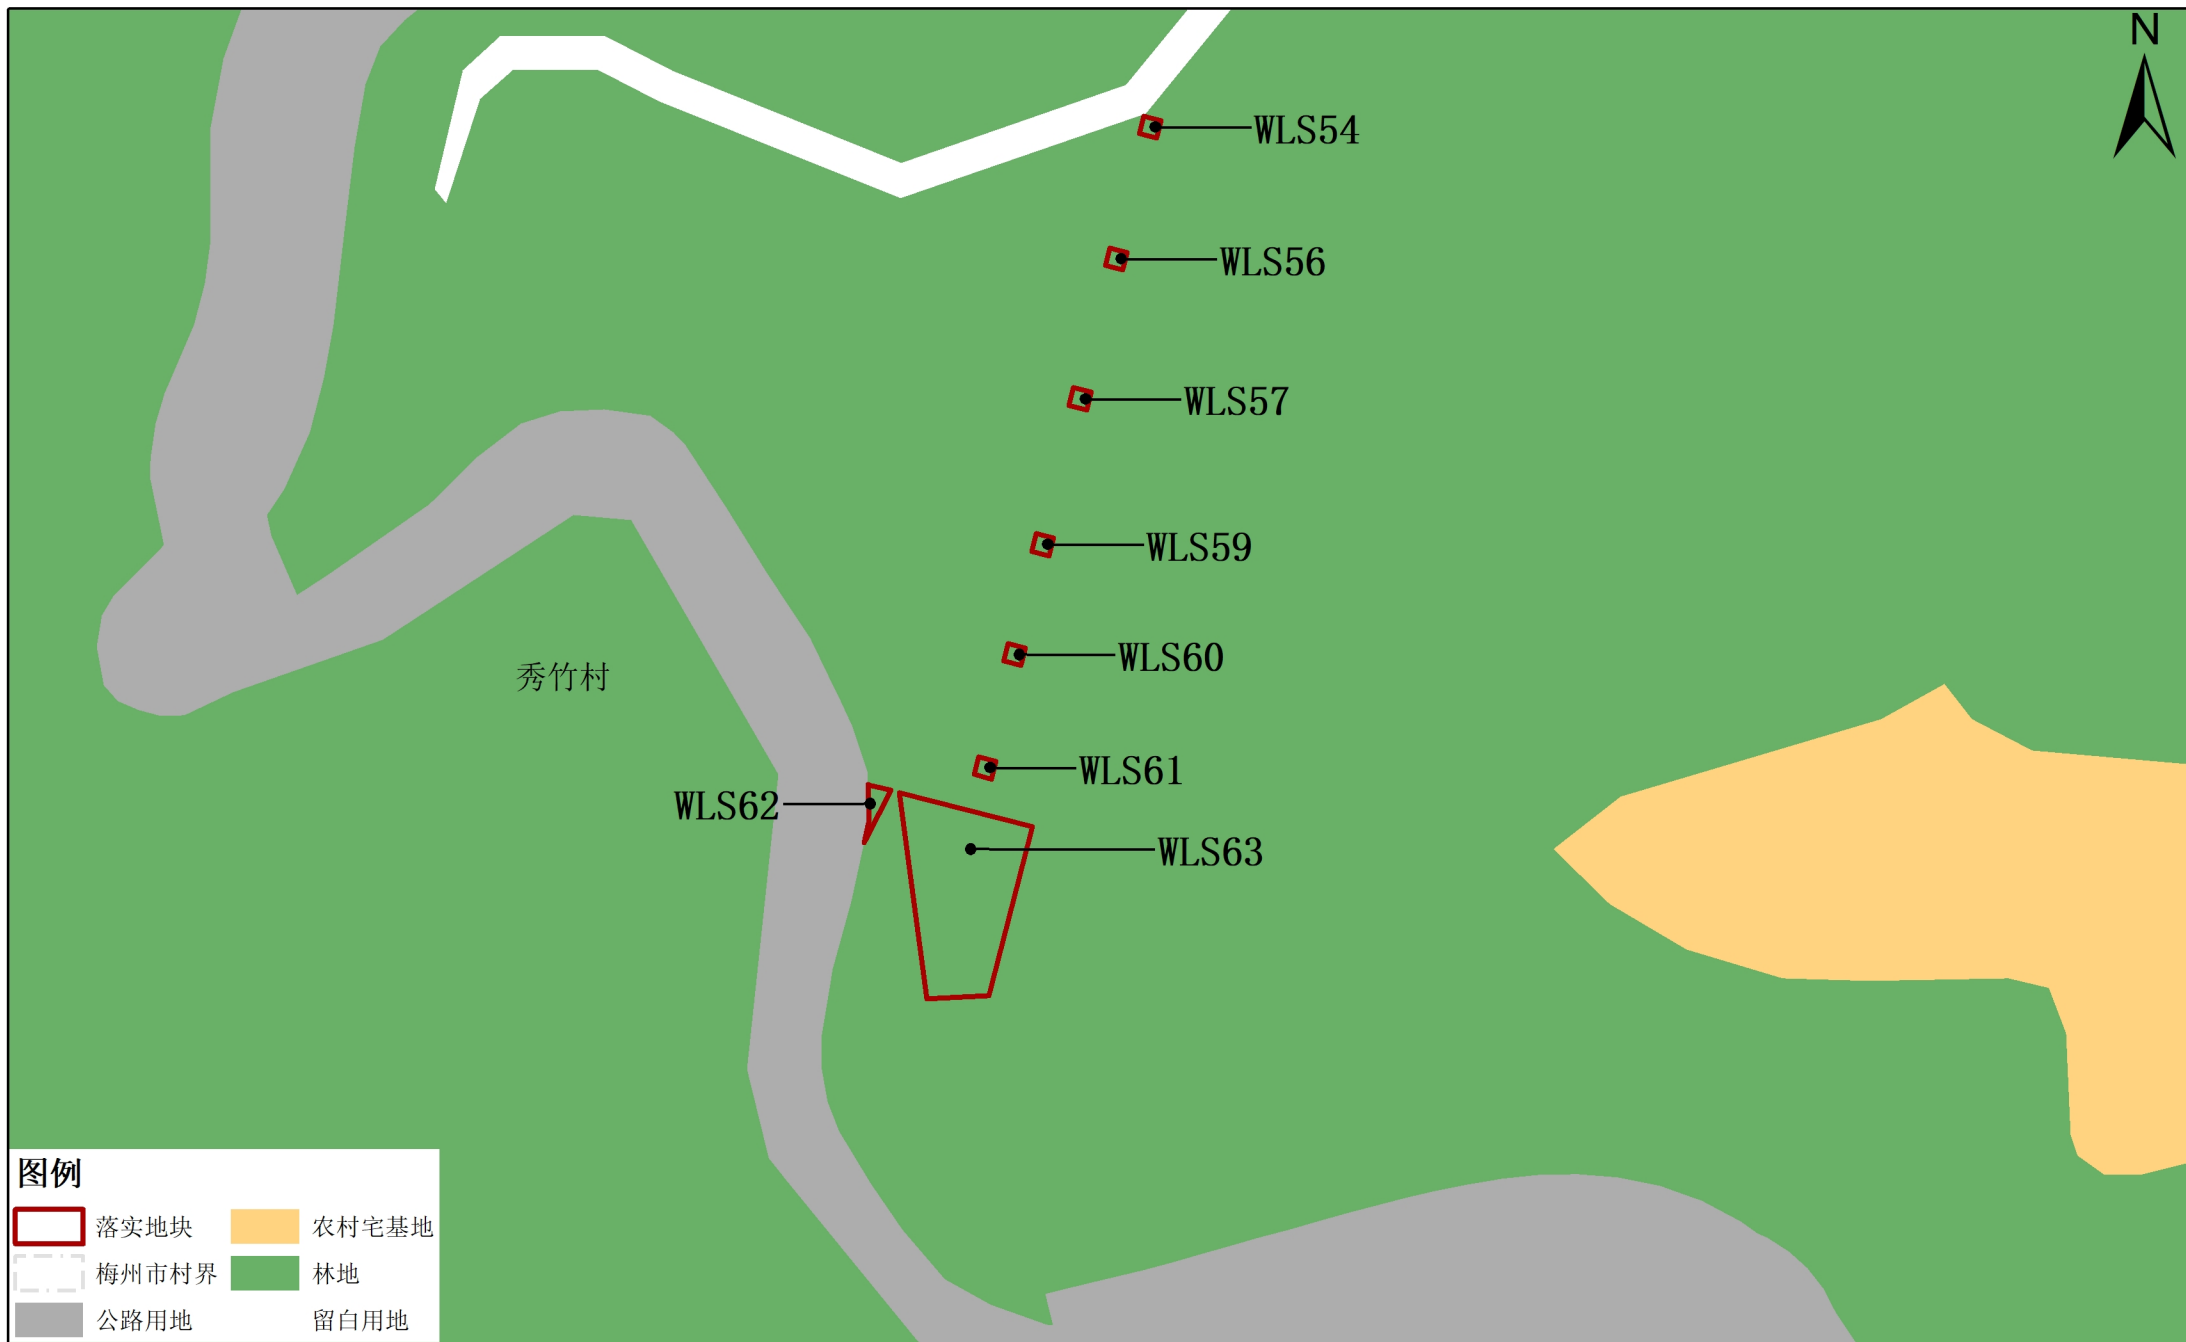 N
WLS54
WLS56
WLS57
WLS59
WLS60
秀竹村
WLS61
WLS62
WLS63
图例
落实地块 农村宅基地
梅州市村界 林地
公路用地 留白用地